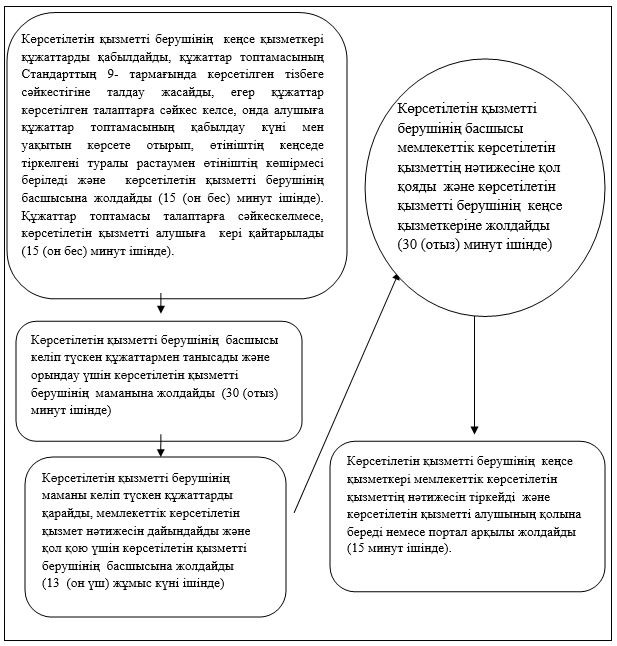 Көрсетілетін қызметті берушінің кеңсе қызметкері
құжаттарды қабылдайды, құжаттар топтамасының
Стандарттың 9- тармағында көрсетілген тізбеге
сәйкестігіне талдау жасайды, егер құжаттар
көрсетілген талаптарға сәйкес келсе, онда алушыға
құжаттар топтамасының қабылдау күні мен
уақытын көрсете отырып, өтініштің кеңседе
тіркелгені туралы растаумен өтініштің көшірмесі
беріледі және көрсетілетін қызметті берушінің
басшысына жолдайды (15 (он бес) минут ішінде).
Құжаттар топтамасы талаптарға сәйкескелмесе,
көрсетілетін қызметті алушыға кері қайтарылады
(15 (он бес) минут ішінде).
Көрсетілетін қызметті берушінің басшысы
келіп түскен құжаттармен танысады және
орындау үшін көрсетілетін қызметті
берушінің маманына жолдайды (30 (отыз)
минут ішінде)
Көрсетілетін қызметті берушінің
маманы келіп түскен құжаттарды
қарайды, мемлекеттік көрсетілетін
қызмет нәтижесін дайындайды және
қол қою үшін көрсетілетін қызметті
берушінің басшысына жолдайды
(13 (он үш) жұмыс күні ішінде)
Көрсетілетін қызметті
берушінің басшысы
мемлекеттік көрсетілетін
қызметтің нәтижесіне қол
қояды және көрсетілетін
қызметті берушінің кеңсе
қызметкеріне жолдайды
(30 (отыз) минут ішінде)
Көрсетілетін қызметті берушінің кеңсе
қызметкері мемлекеттік көрсетілетін
қызметтің нәтижесін тіркейді және
көрсетілетін қызметті алушының қолына
береді немесе портал арқылы жолдайды
(15 минут ішінде).